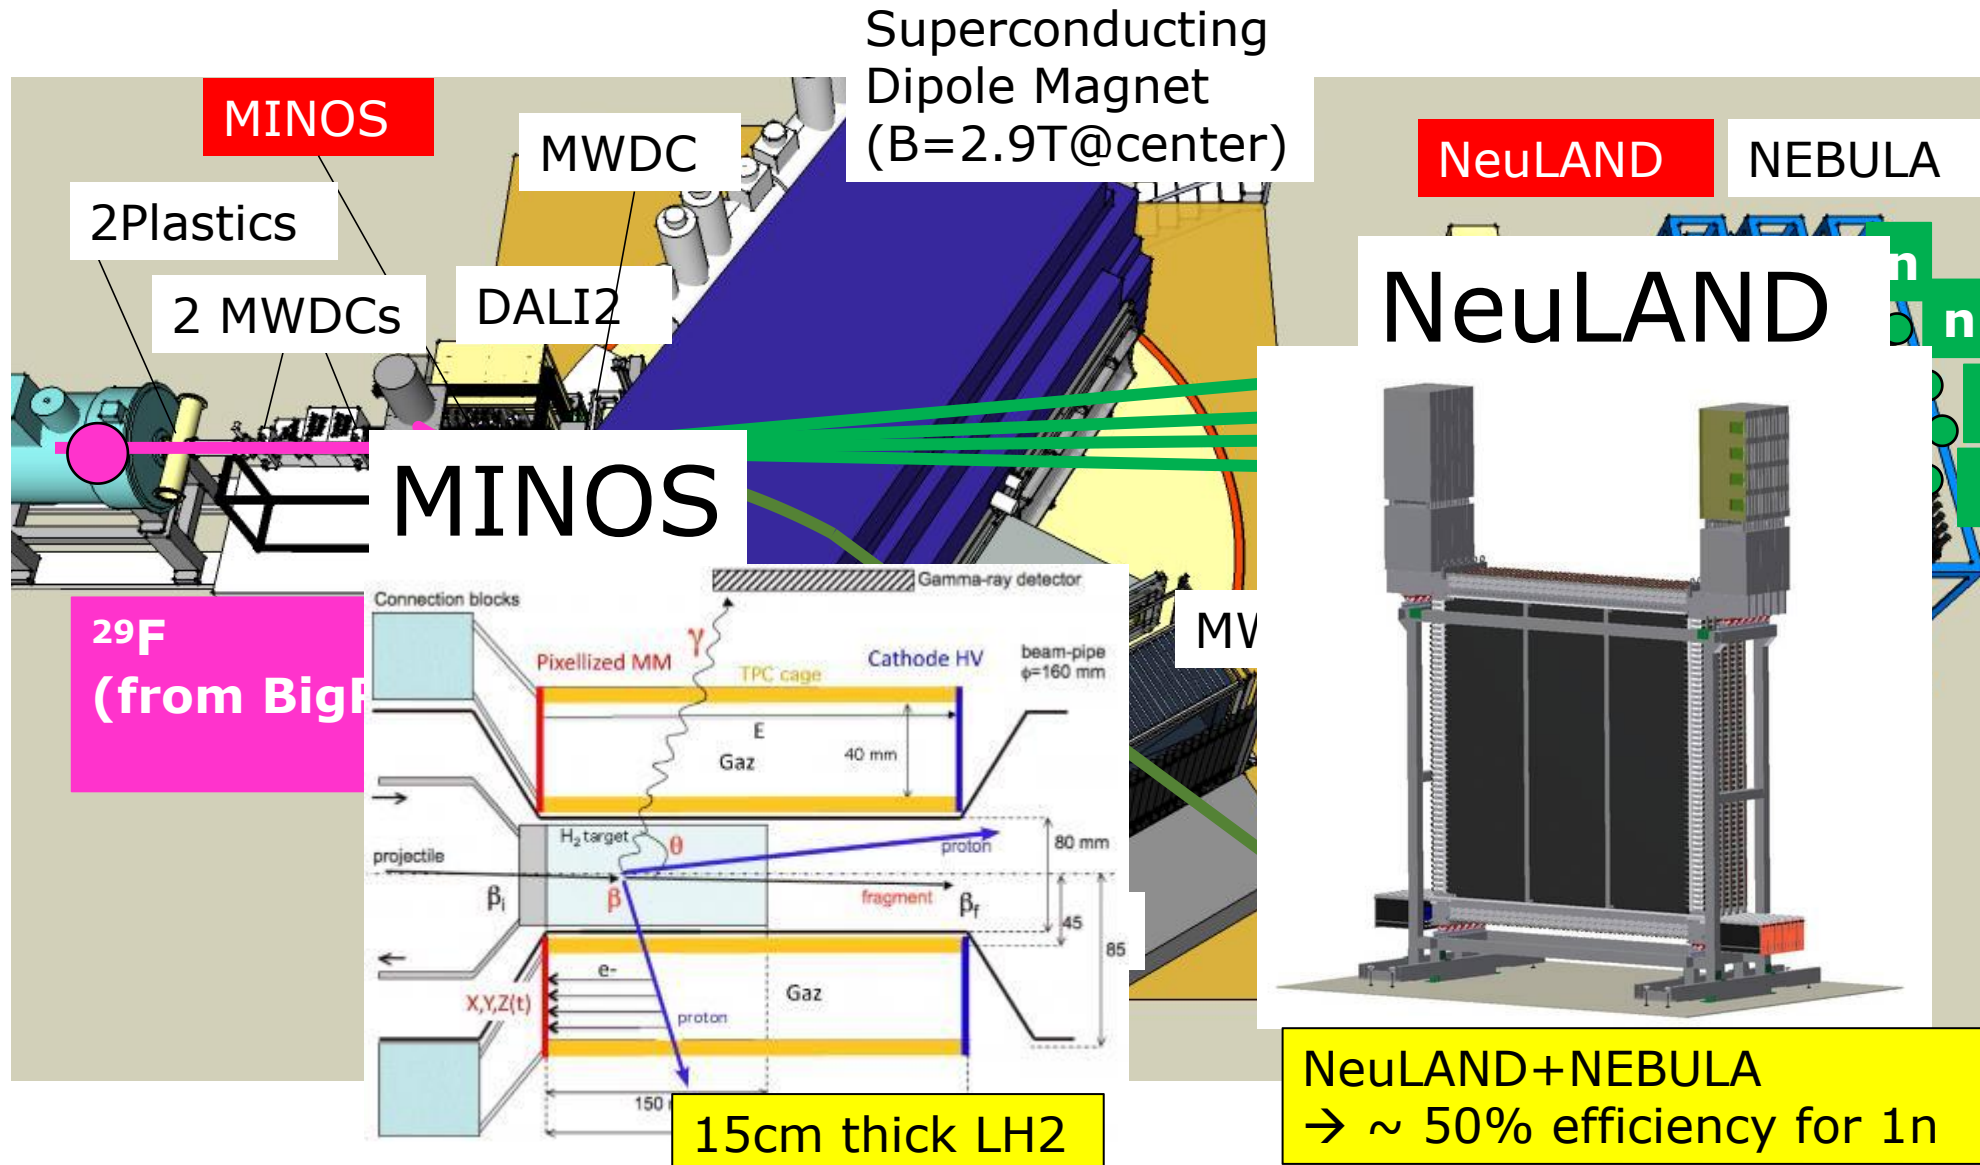 Superconducting
Dipole Magnet
(B=2.9T@center)
MINOS
MWDC
NeuLAND
NEBULA
2Plastics
2 MWDCs
DALI2
NeuLAND
n
n
MINOS
29F
(from Big
MW
Gamma-ray detector
Connection blocks
γ
Pixellized MM
TPC cage
Cathode HV
beam-pipe
φ=160 mm
E
Gaz
40 mm
H2 target
θ
proton
80 mm
projectile
βi
β
fragment
βf
45
85
e-
X,Y,Z(t)
Gaz
proton
150
15cm thick LH2
NeuLAND+NEBULA
→ ~ 50% efficiency for 1n